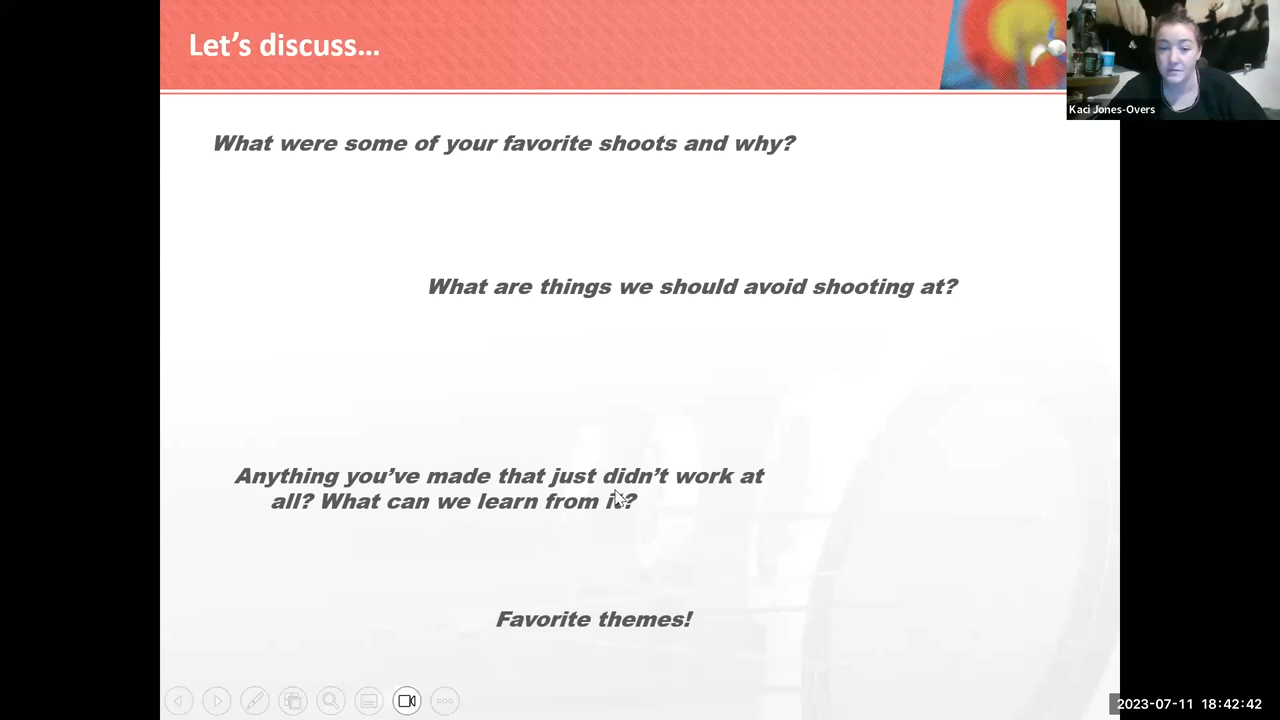 Let's discuss...
Kaci Jones-Overs
What were some of your favorite shoots and why?
What are things we should avoid shooting at?
Anything you've made that just didn't work at
all? What can we learn from it?
Favorite themes!
2023-07-11 18:42:42